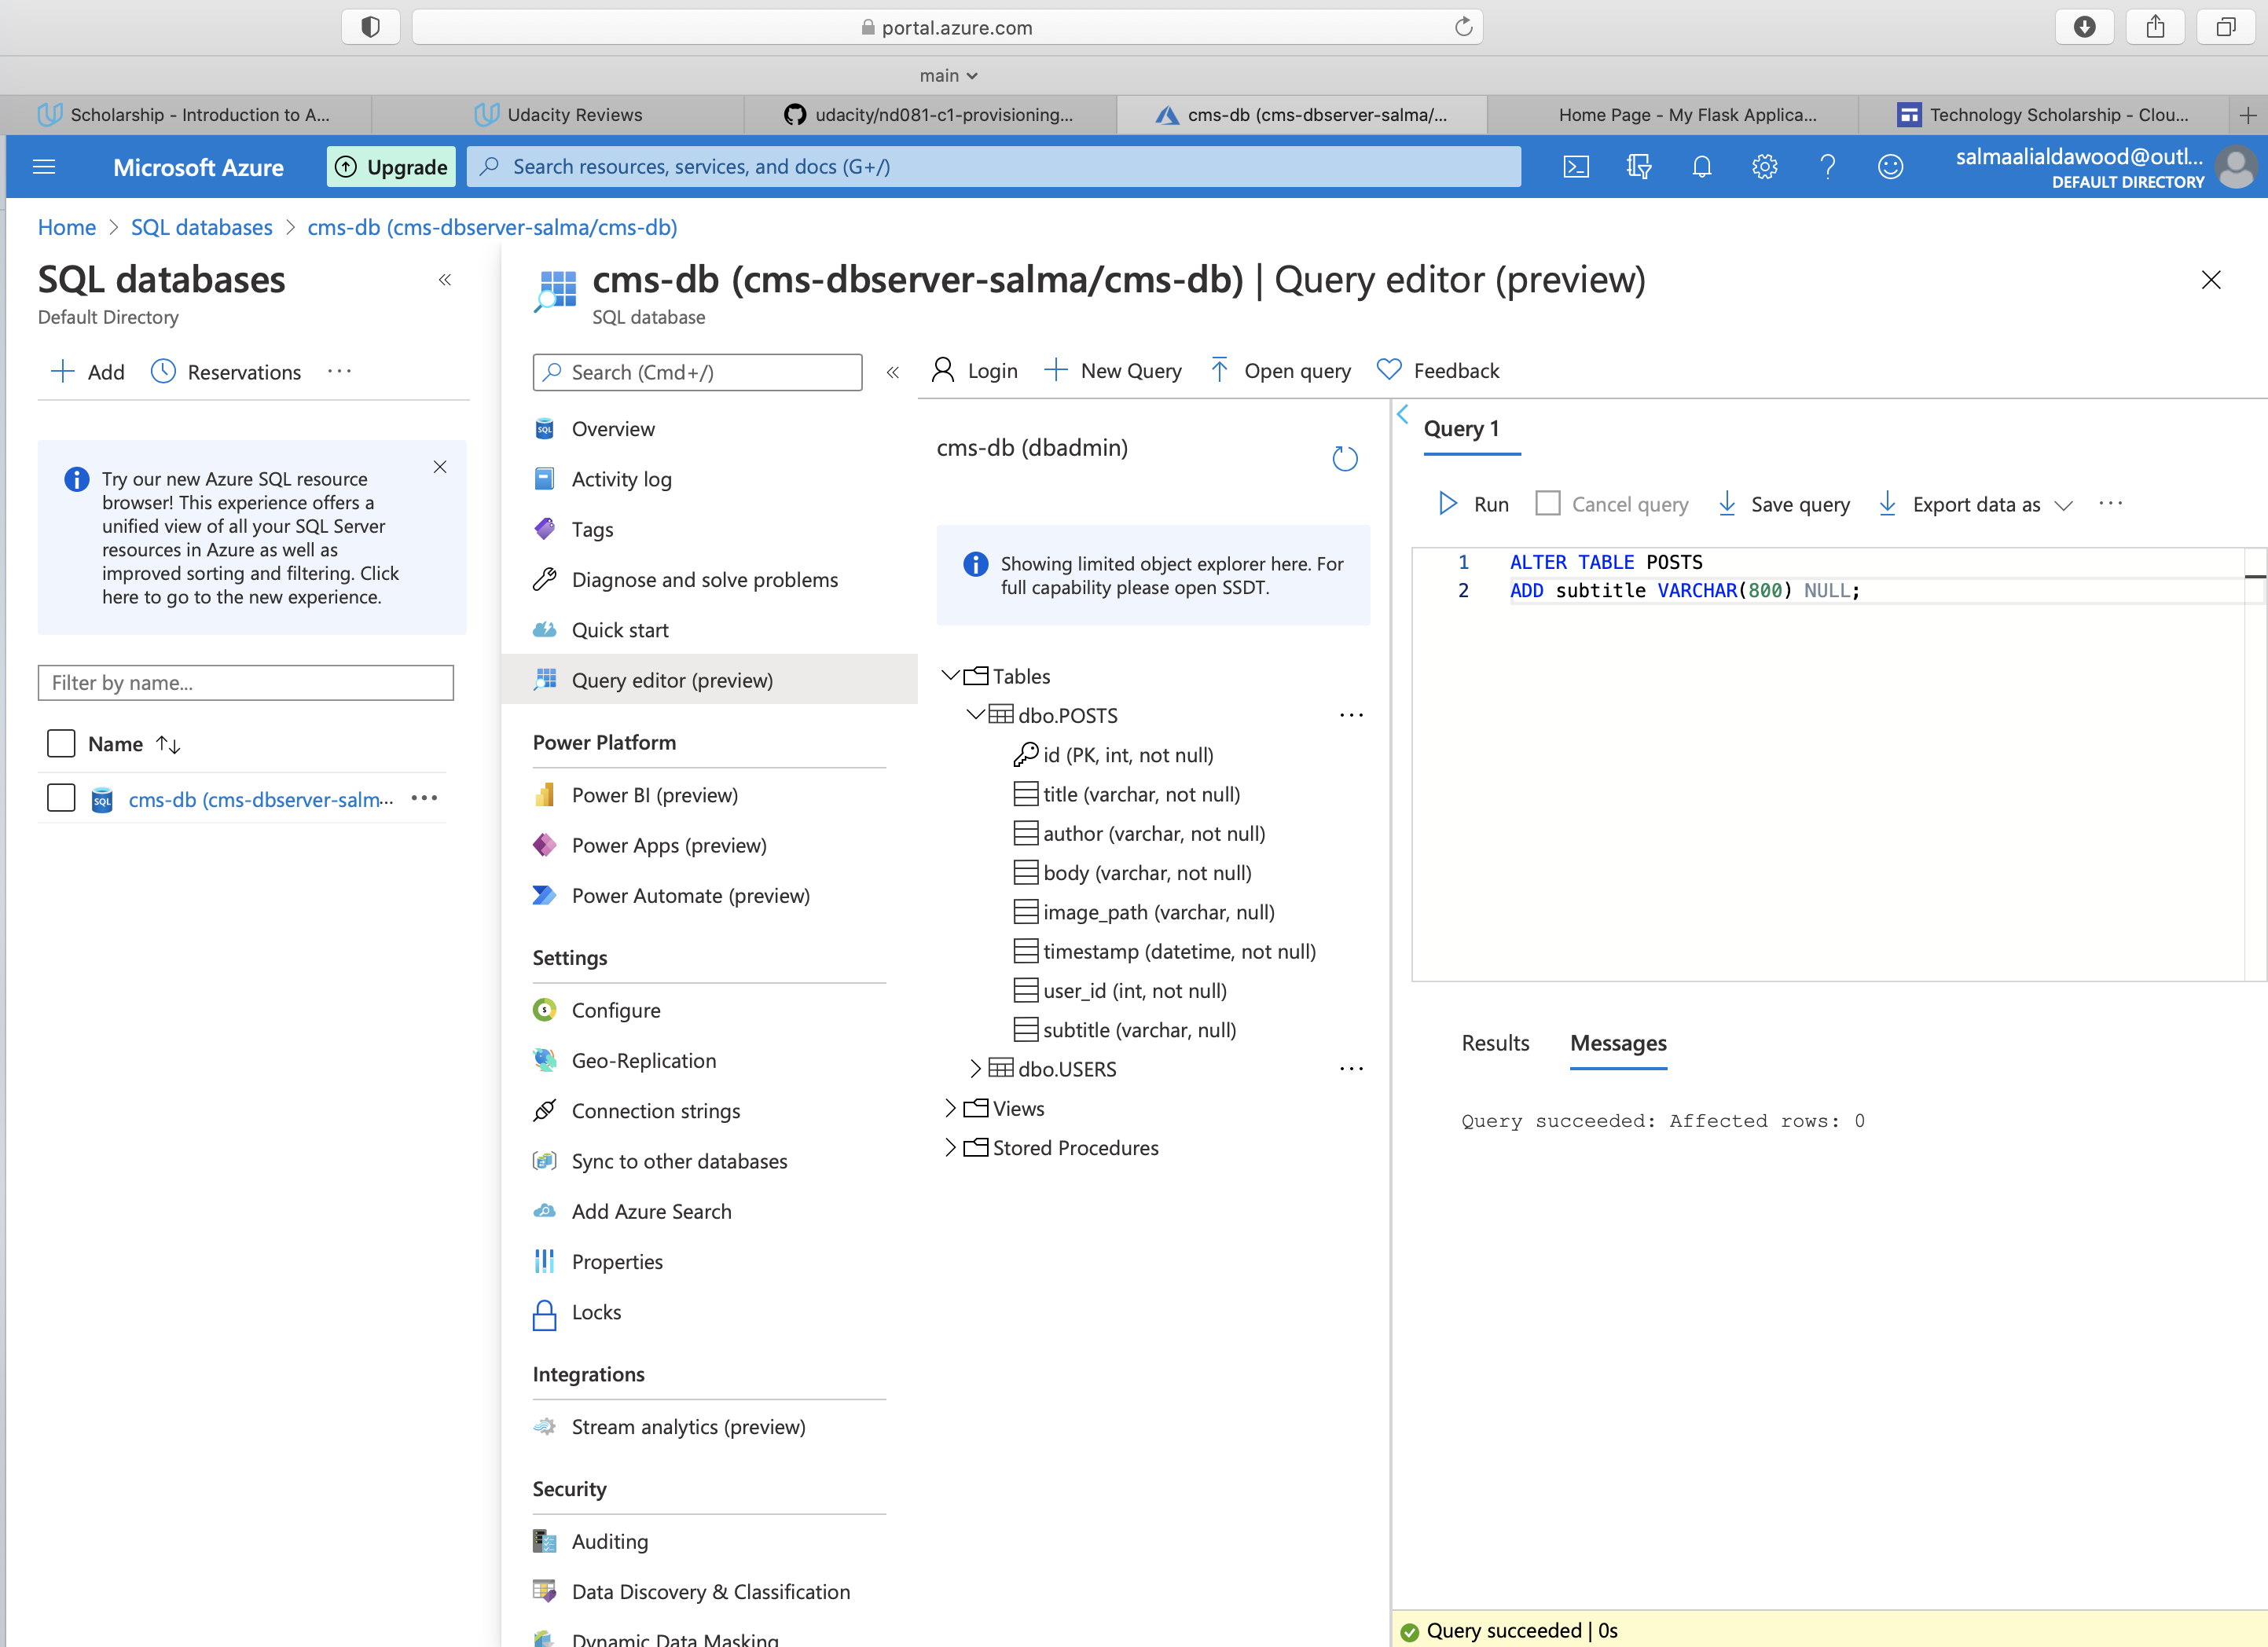 portal.azure.com
main
Scholarship - Introduction to A...
Udacity Reviews
udacity/nd081-c1-provisioning...
cms-db (cms-dbserver-salma/...
Home Page - My Flask Applica...
Technology Scholarship - Clou...
Microsoft Azure
Upgrade
Search resources, services, and docs (G+/)
salmaalialdawood@outl...
DEFAULT DIRECTORY
Home > SQL databases > cms-db (cms-dbserver-salma/cms-db)
SQL databases
Default Directory
Add
Reservations
Try our new Azure SQL resource
browser! This experience offers a
unified view of all your SQL Server
resources in Azure as well as
improved sorting and filtering. Click
here to go to the new experience.
Filter by name...
Name
SQL
cms-db (cms-dbserver-salm...
cms-db (cms-dbserver-salma/cms-db) | Query editor (preview)
SQL database
Search (Cmd+/)
Overview
Activity log
Tags
Diagnose and solve problems
Quick start
Query editor (preview)
Power Platform
Power BI (preview)
Power Apps (preview)
Power Automate (preview)
Settings
Configure
Geo-Replication
Connection strings
Sync to other databases
Add Azure Search
Properties
Locks
Integrations
Stream analytics (preview)
Security
Auditing
Data Discovery & Classification
Dynamic Data Masking
Login
New Query
Open query
Feedback
cms-db (dbadmin)
Showing limited object explorer here. For
full capability please open SSDT.
Tables
dbo.POSTS
id (PK, int, not null)
title (varchar, not null)
author (varchar, not null)
body (varchar, not null)
image_path (varchar, null)
timestamp (datetime, not null)
user_id (int, not null)
subtitle (varchar, null)
dbo.USERS
Views
Stored Procedures
Query 1
Run
Cancel query
Save query
Export data as
1 ALTER TABLE POSTS
2 ADD subtitle VARCHAR(800) NULL;
Results
Messages
Query succeeded: Affected rows: 0
Query succeeded | 0s